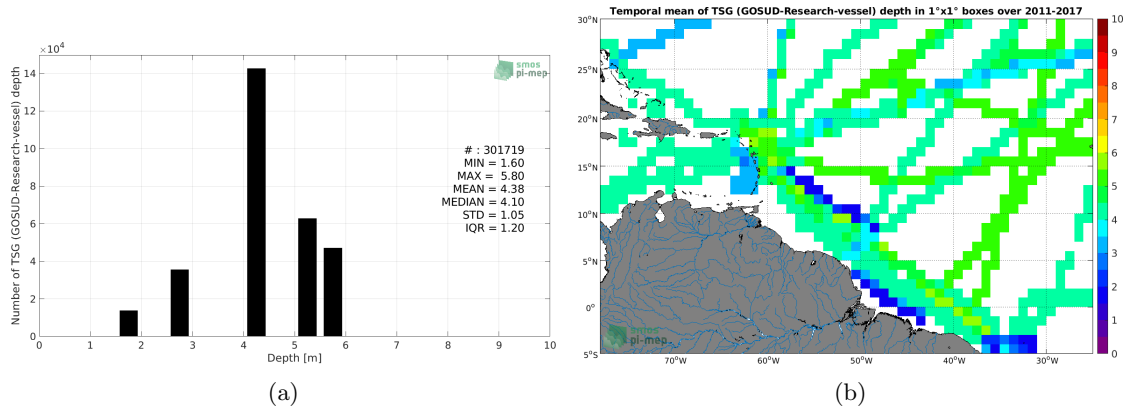 ×10⁴
14
12
10
8
6
4
2
0
Number of TSG (GOSUD-Research-vessel) depth
smos
pi-mep
# : 301719
MIN = 1.60
MAX = 5.80
MEAN = 4.38
MEDIAN = 4.10
STD = 1.05
IQR = 1.20
0 1 2 3 4 5 6 7 8 9 10
Depth [m]
(a)
Temporal mean of TSG (GOSUD-Research-vessel) depth in 1°x1° boxes over 2011-2017
30°N
25°N
20°N
15°N
10°N
5°N
0°
5°S
smos
pi-mep
70°W 60°W 50°W 40°W 30°W
10
9
8
7
6
5
4
3
2
1
0
(b)